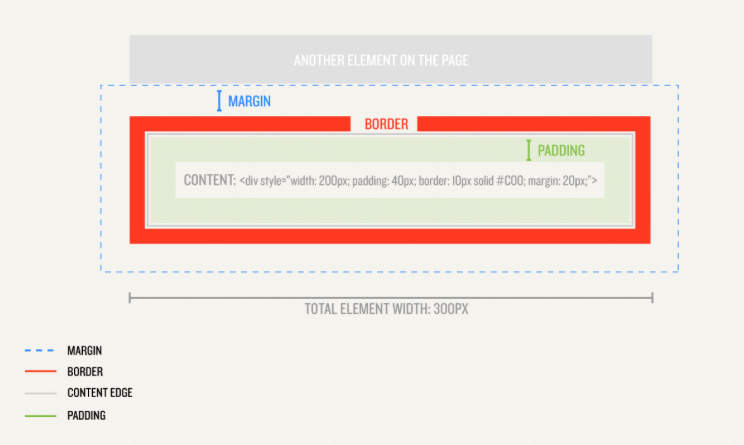 ANOTHER ELEMENT ON THE PAGE
MARGIN
BORDER
PADDING
CONTENT: <div style="width: 200px; padding: 40px; border: 10px solid #C00; margin: 20px;">
TOTAL ELEMENT WIDTH: 300PX
MARGIN
BORDER
CONTENT EDGE
PADDING